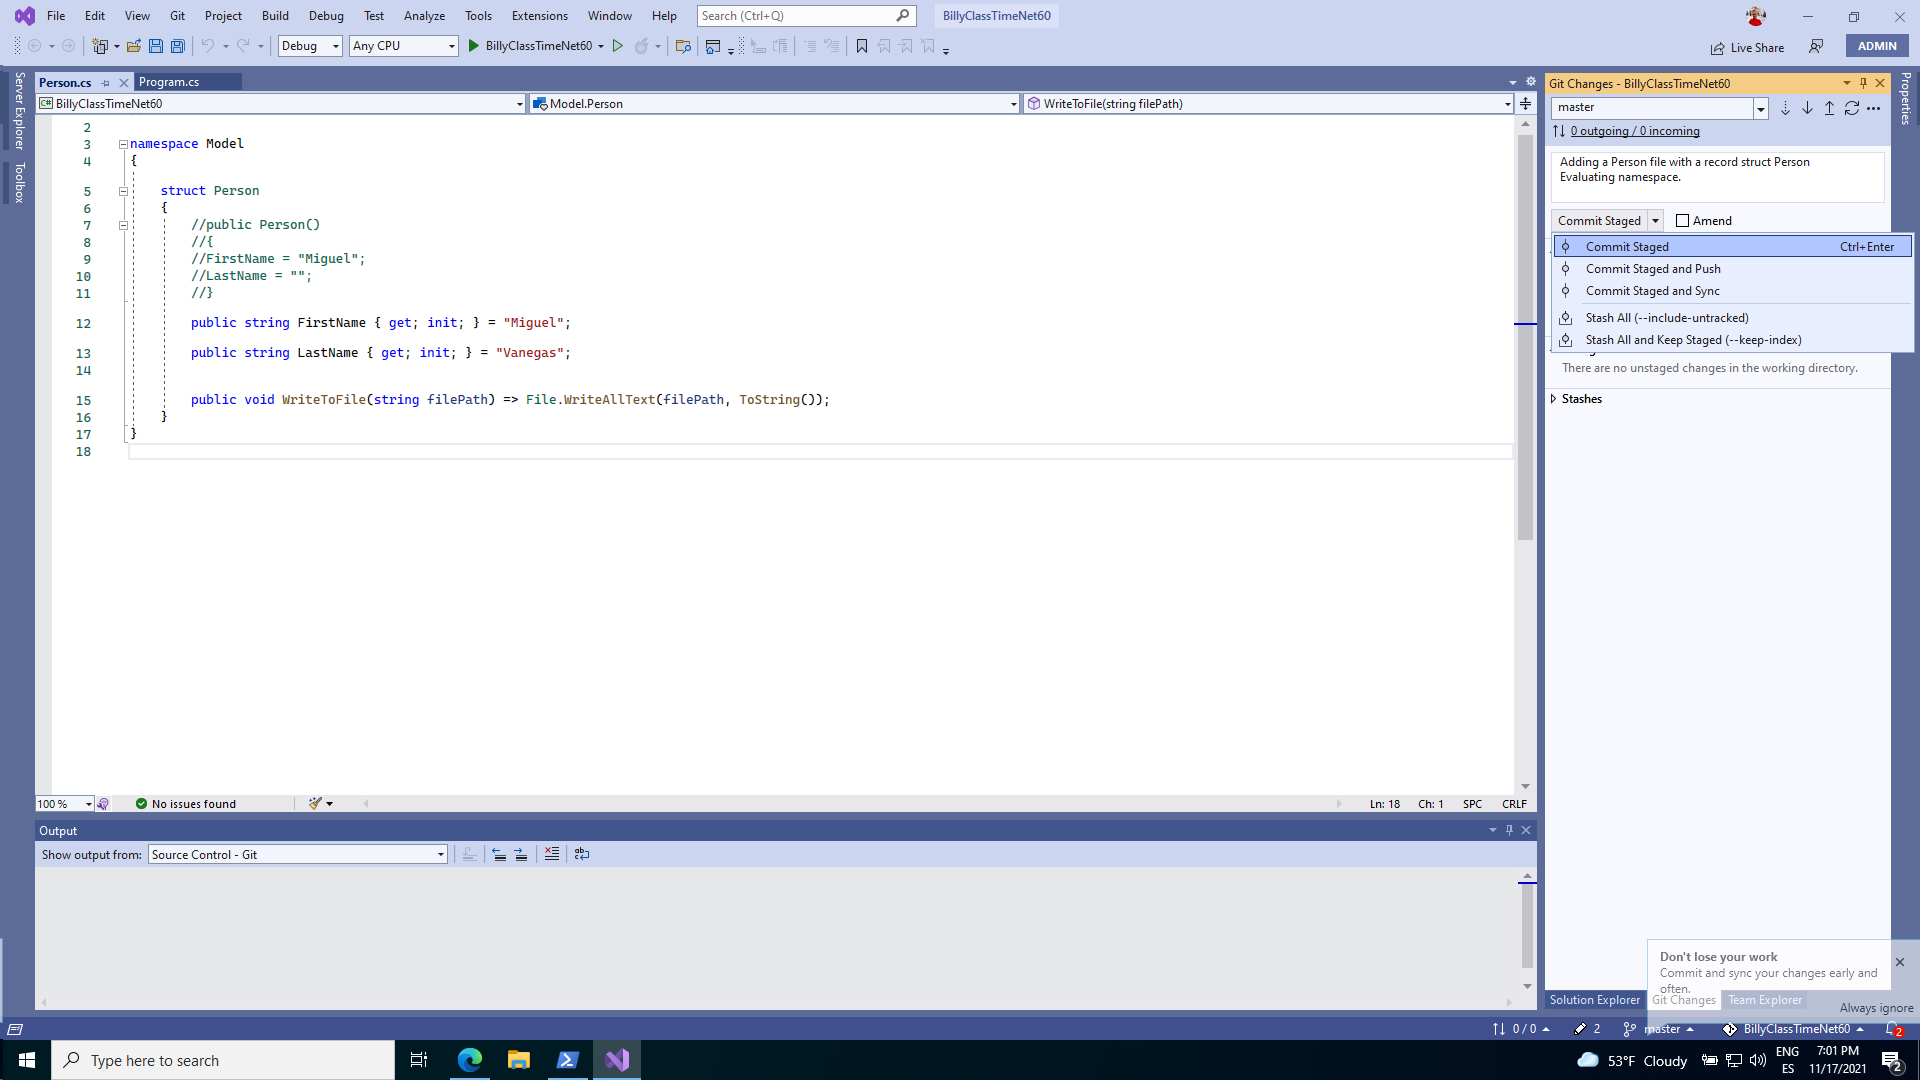 File Edit View Git Project Build Debug Test Analyze Tools Extensions Window Help Search (Ctrl+Q) BillyClassTimeNet60
Debug Any CPU BillyClassTimeNet60 Live Share ADMIN
Server Explorer
Toolbox
Person.cs Program.cs
BillyClassTimeNet60 Model.Person WriteToFile(string filePath)
2
3 namespace Model
4 {
5 struct Person
6 {
7 //public Person()
8 //{
9 //FirstName = "Miguel";
10 //LastName = "";
11 //}
12 public string FirstName { get; init; } = "Miguel";
13 public string LastName { get; init; } = "Vanegas";
14
15 public void WriteToFile(string filePath) => File.WriteAllText(filePath, ToString());
16 }
17 }
18
100 % No issues found Ln: 18 Ch: 1 SPC CRLF
Output
Show output from: Source Control - Git
Git Changes - BillyClassTimeNet60
master
0 outgoing / 0 incoming
Adding a Person file with a record struct Person
Evaluating namespace.
Commit Staged Amend
Commit Staged Ctrl+Enter
Commit Staged and Push
Commit Staged and Sync
Stash All (--include-untracked)
Stash All and Keep Staged (--keep-index)
There are no unstaged changes in the working directory.
Stashes
Properties
Don't lose your work
Commit and sync your changes early and
often.
Always ignore
Solution Explorer Git Changes Team Explorer
0 / 0 2 master BillyClassTimeNet60 2
Type here to search 53°F Cloudy ENG 7:01 PM
ES 11/17/2021 2